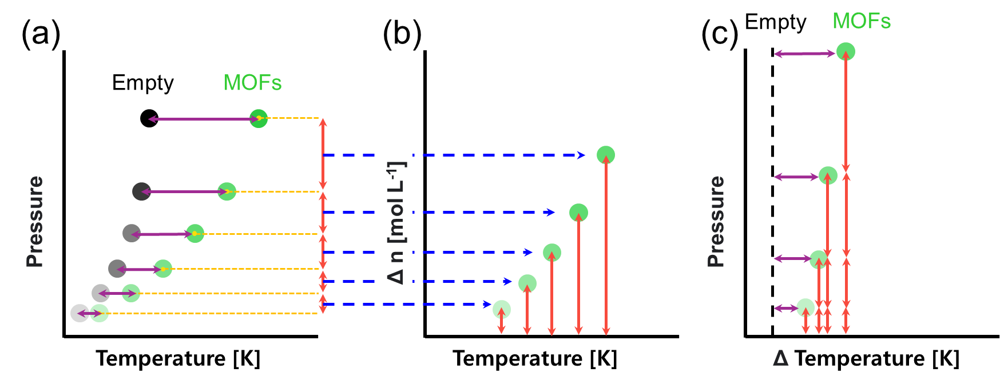 (a)
Empty
MOFs
Pressure
Temperature [K]
(b)
Δ n [mol L⁻¹]
Temperature [K]
(c)
Empty
MOFs
Pressure
Δ Temperature [K]